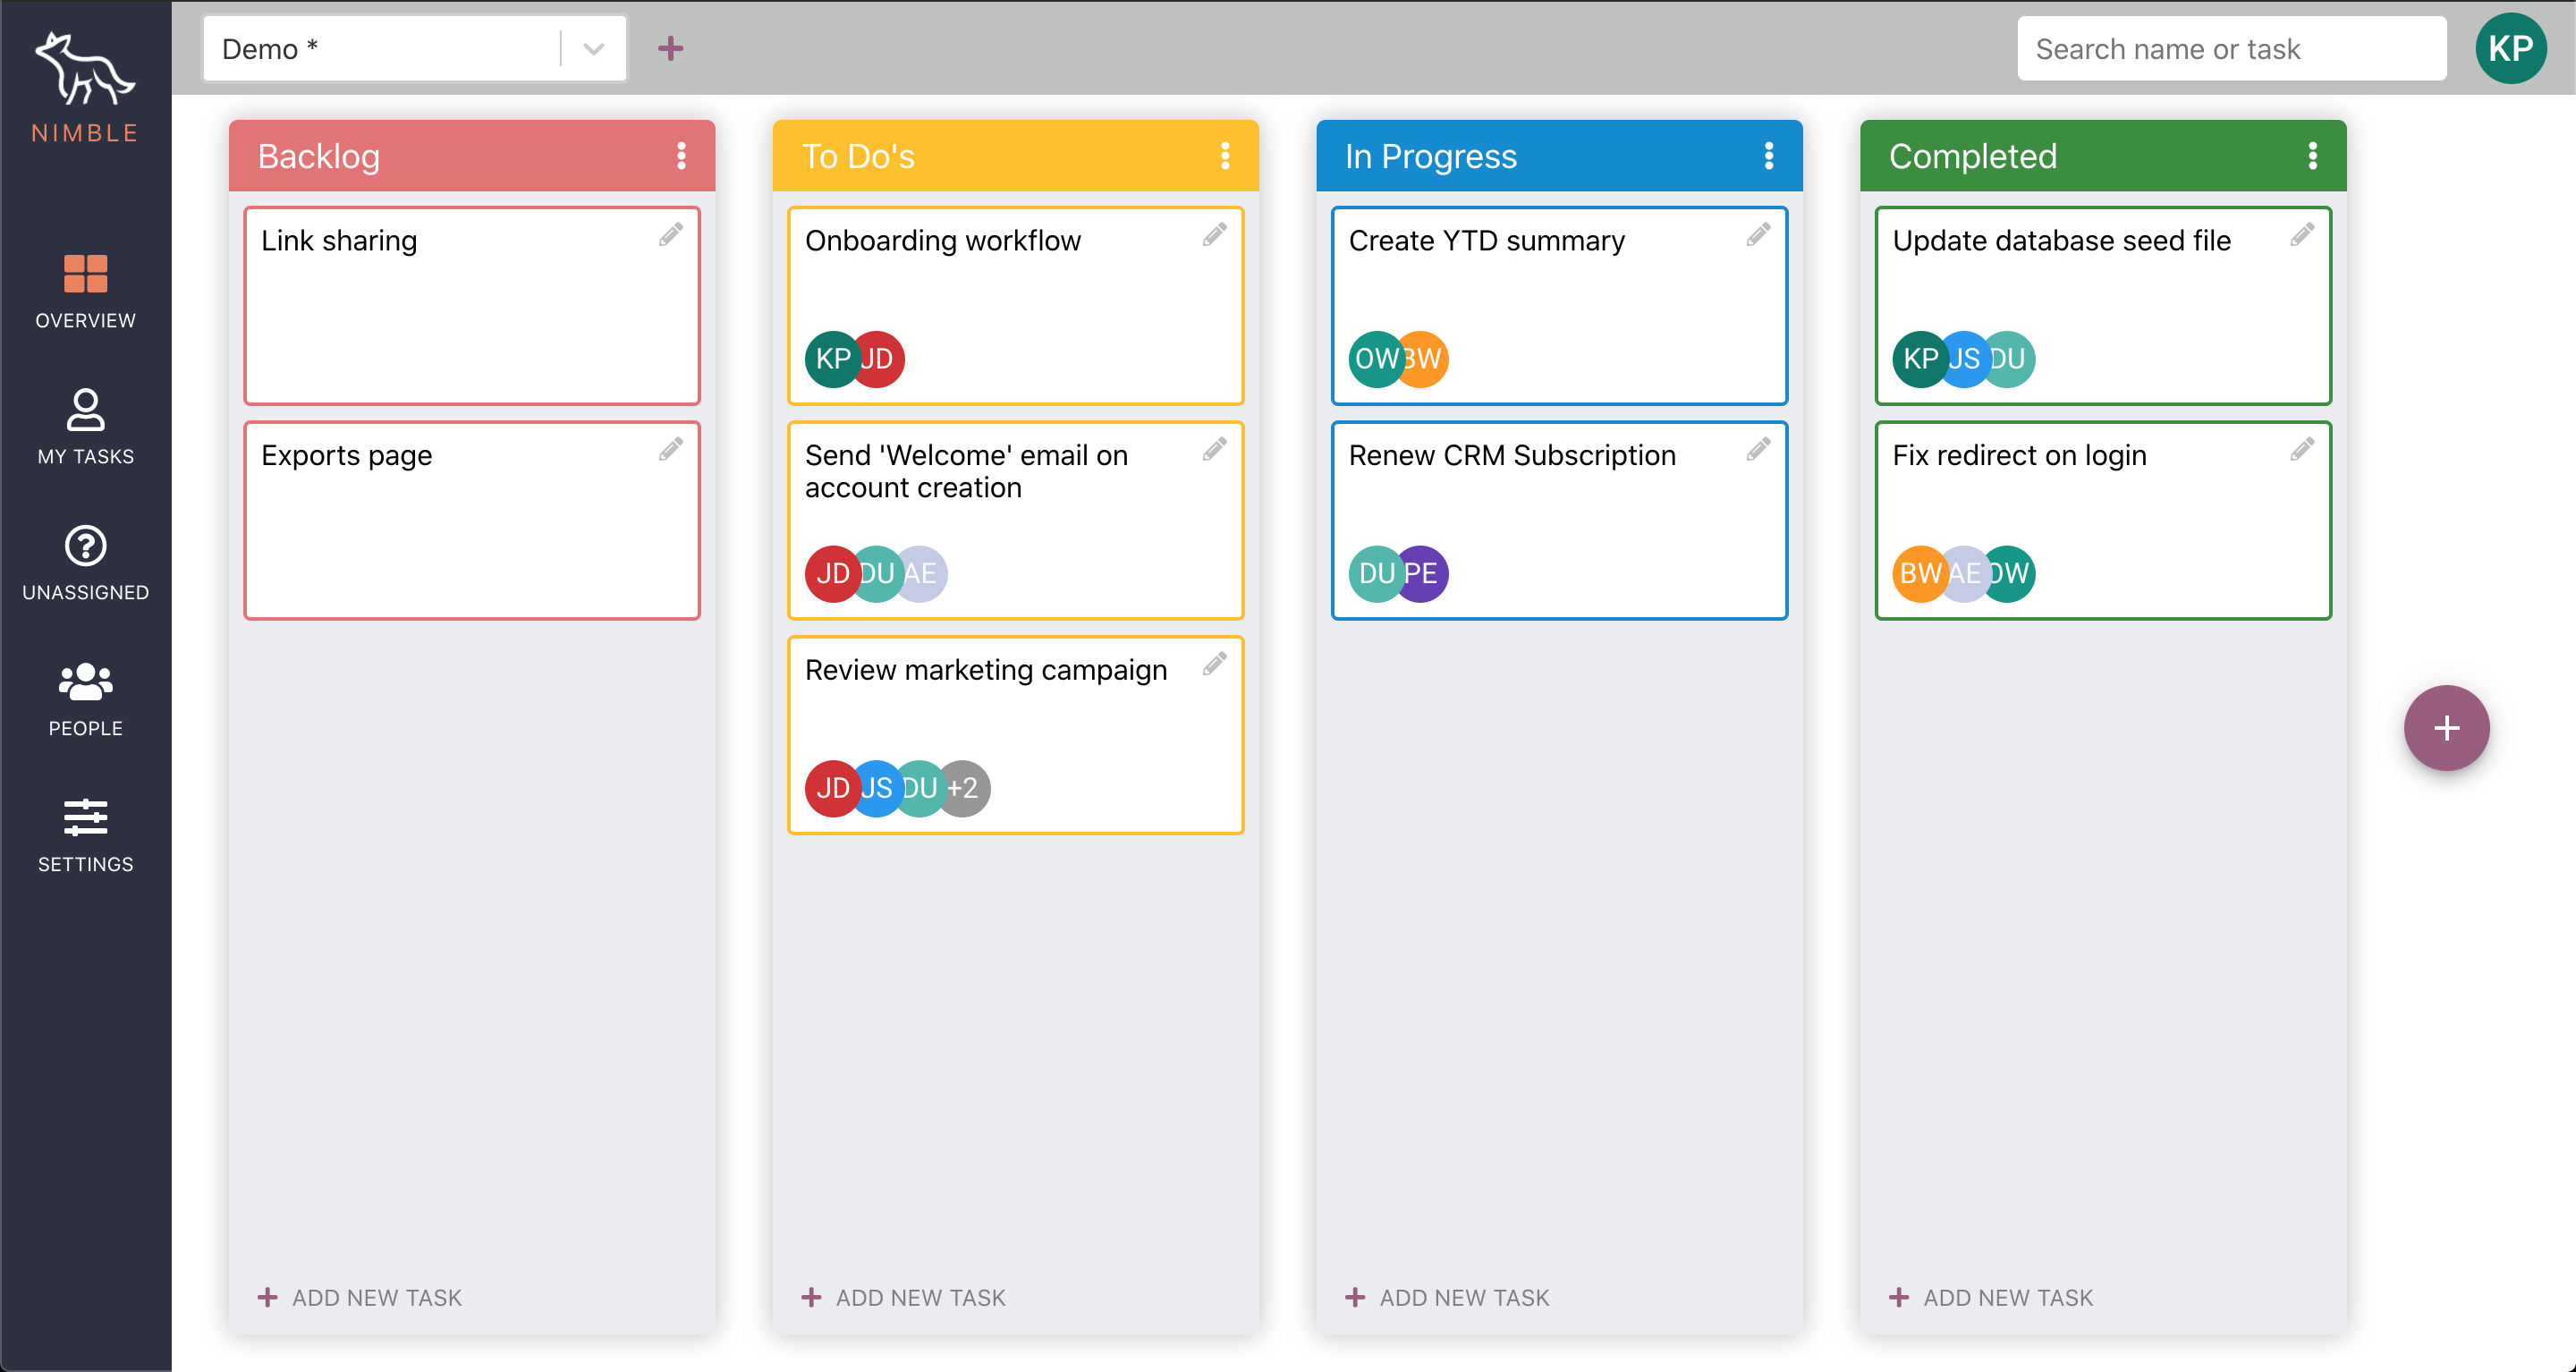 NIMBLE
OVERVIEW
MY TASKS
UNASSIGNED
PEOPLE
SETTINGS
Demo *
Search name or task
KP
Backlog
Link sharing
Exports page
ADD NEW TASK
To Do's
Onboarding workflow
KP JD
Send 'Welcome' email on
account creation
JD DU AE
Review marketing campaign
JD JS DU +2
ADD NEW TASK
In Progress
Create YTD summary
OW BW
Renew CRM Subscription
DU PE
ADD NEW TASK
Completed
Update database seed file
KP JS DU
Fix redirect on login
BW AE OW
ADD NEW TASK